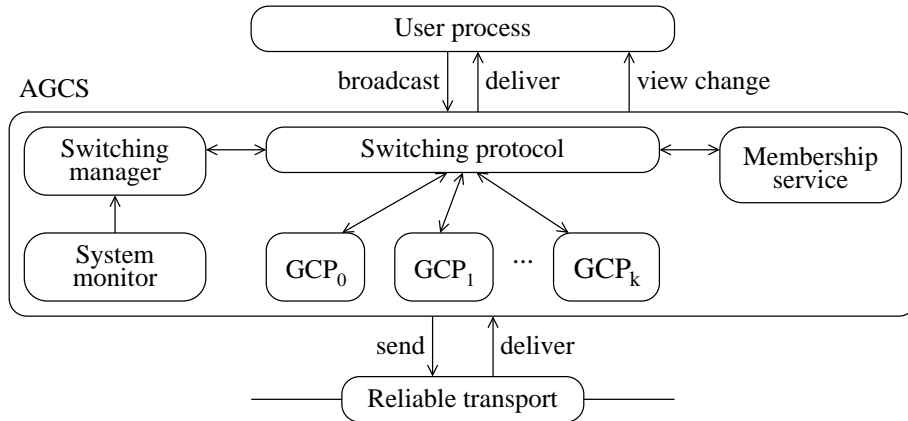 User process
broadcast
deliver
view change
AGCS
Switching manager
Switching protocol
Membership service
System monitor
GCP0
GCP1
...
GCPk
send
deliver
Reliable transport